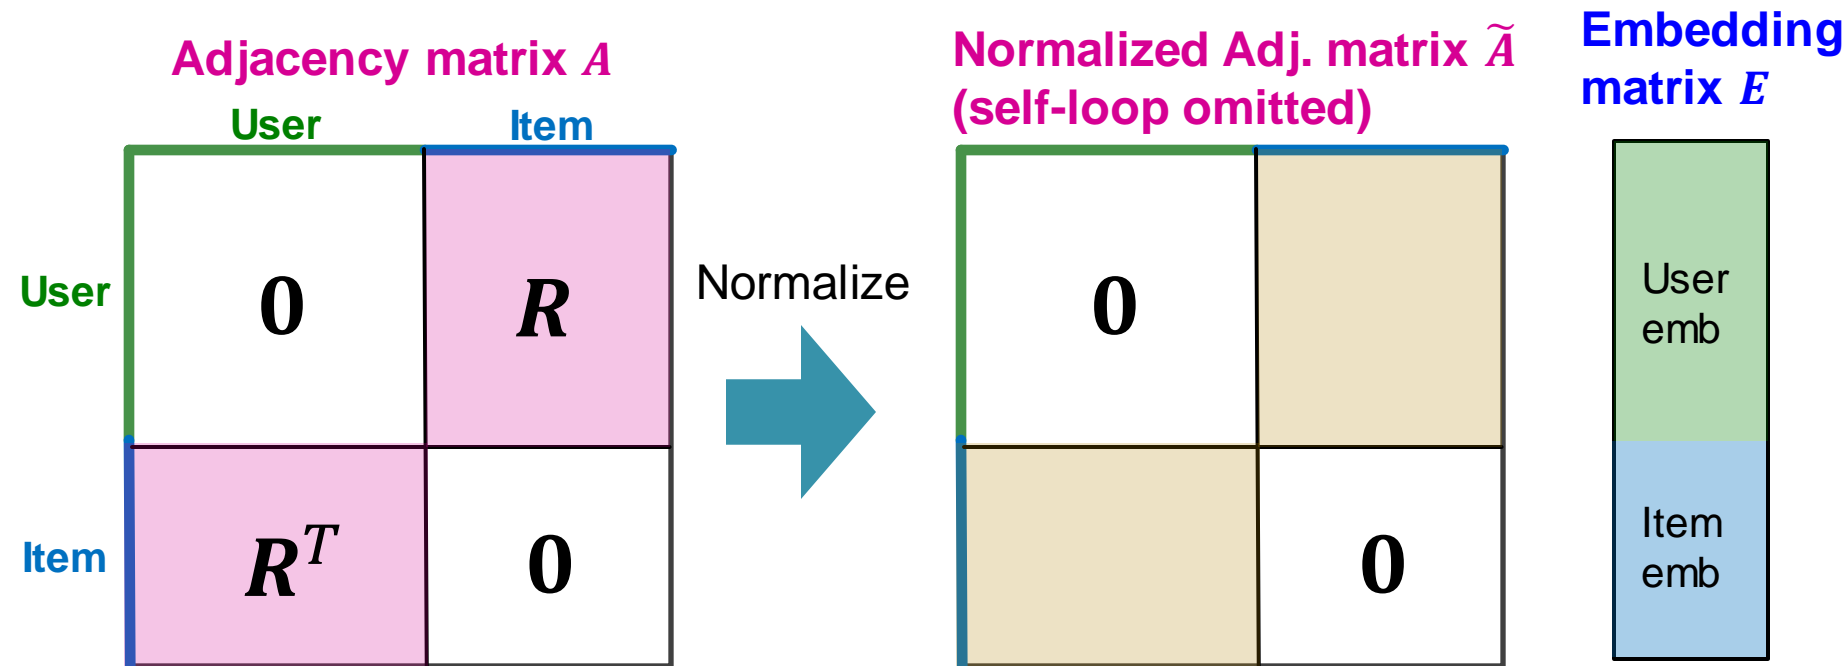 Adjacency matrix A
User Item
User
0 R
Item
R^T 0
Normalize
Normalized Adj. matrix Ã
(self-loop omitted)
0
0
Embedding
matrix E
User
emb
Item
emb